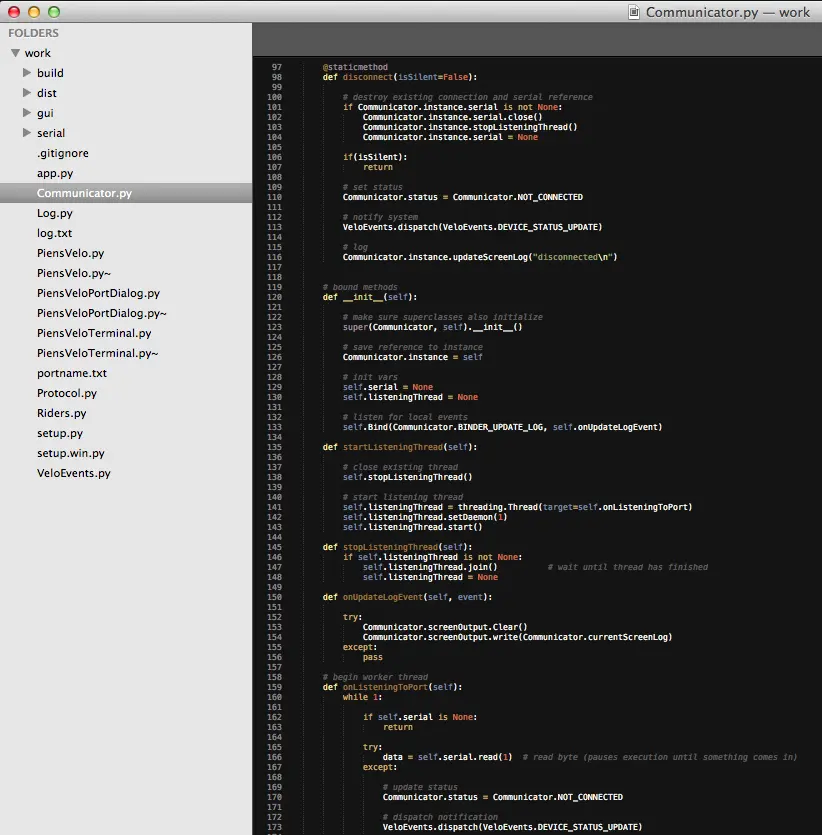 Communicator.py — work
FOLDERS
work
build
dist
gui
serial
.gitignore
app.py
Communicator.py
Log.py
log.txt
PiensVelo.py
PiensVelo.py~
PiensVeloPortDialog.py
PiensVeloPortDialog.py~
PiensVeloTerminal.py
PiensVeloTerminal.py~
portname.txt
Protocol.py
Riders.py
setup.py
setup.win.py
VeloEvents.py
97 @staticmethod
98 def disconnect(isSilent=False):
99
100 # destroy existing connection and serial reference
101 if Communicator.instance.serial is not None:
102 Communicator.instance.serial.close()
103 Communicator.instance.stopListeningThread()
104 Communicator.instance.serial = None
105
106 if(isSilent):
107 return
108
109 # set status
110 Communicator.status = Communicator.NOT_CONNECTED
111
112 # notify system
113 VeloEvents.dispatch(VeloEvents.DEVICE_STATUS_UPDATE)
114
115 # log
116 Communicator.instance.updateScreenLog("disconnected\n")
117
118
119 # bound methods
120 def __init__(self):
121
122 # make sure superclasses also initialize
123 super(Communicator, self).__init__()
124
125 # save reference to instance
126 Communicator.instance = self
127
128 # init vars
129 self.serial = None
130 self.listeningThread = None
131
132 # listen for local events
133 self.Bind(Communicator.BINDER_UPDATE_LOG, self.onUpdateLogEvent)
134
135 def startListeningThread(self):
136
137 # close existing thread
138 self.stopListeningThread()
139
140 # start listening thread
141 self.listeningThread = threading.Thread(target=self.onListeningToPort)
142 self.listeningThread.setDaemon(1)
143 self.listeningThread.start()
144
145 def stopListeningThread(self):
146 if self.listeningThread is not None:
147 self.listeningThread.join() # wait until thread has finished
148 self.listeningThread = None
149
150 def onUpdateLogEvent(self, event):
151
152 try:
153 Communicator.screenOutput.Clear()
154 Communicator.screenOutput.write(Communicator.currentScreenLog)
155 except:
156 pass
157
158 # begin worker thread
159 def onListeningToPort(self):
160 while 1:
161
162 if self.serial is None:
163 return
164
165 try:
166 data = self.serial.read(1) # read byte (pauses execution until something comes in)
167 except:
168
169 # update status
170 Communicator.status = Communicator.NOT_CONNECTED
171
172 # dispatch notification
173 VeloEvents.dispatch(VeloEvents.DEVICE_STATUS_UPDATE)